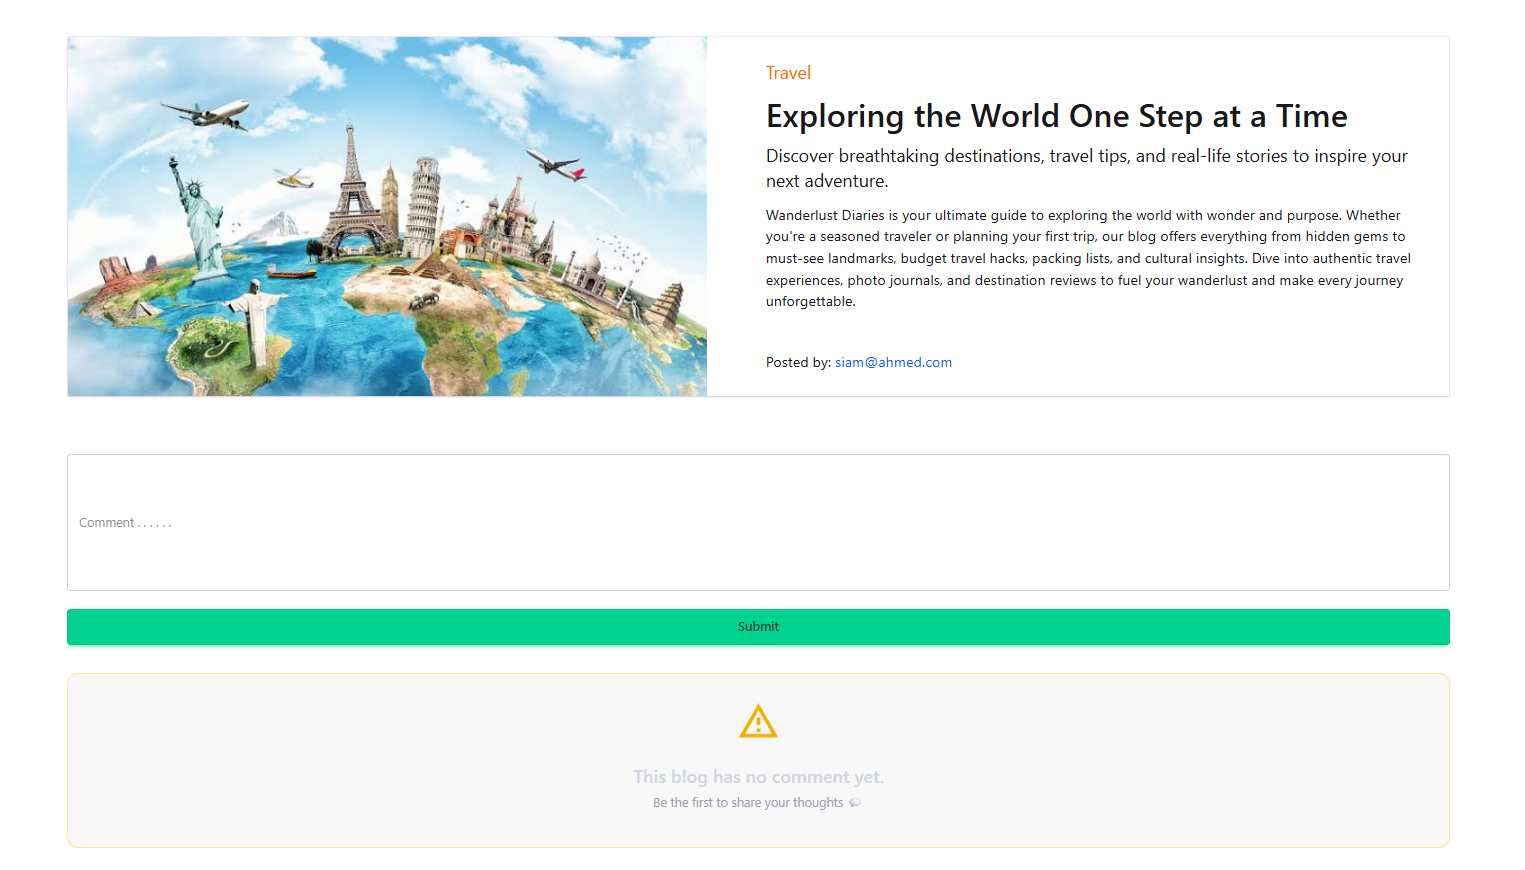 Travel
Exploring the World One Step at a Time
Discover breathtaking destinations, travel tips, and real-life stories to inspire your
next adventure.
Wanderlust Diaries is your ultimate guide to exploring the world with wonder and purpose. Whether
you're a seasoned traveler or planning your first trip, our blog offers everything from hidden gems to
must-see landmarks, budget travel hacks, packing lists, and cultural insights. Dive into authentic travel
experiences, photo journals, and destination reviews to fuel your wanderlust and make every journey
unforgettable.
Posted by: siam@ahmed.com
Comment . . . . . .
Submit
This blog has no comment yet.
Be the first to share your thoughts 💬